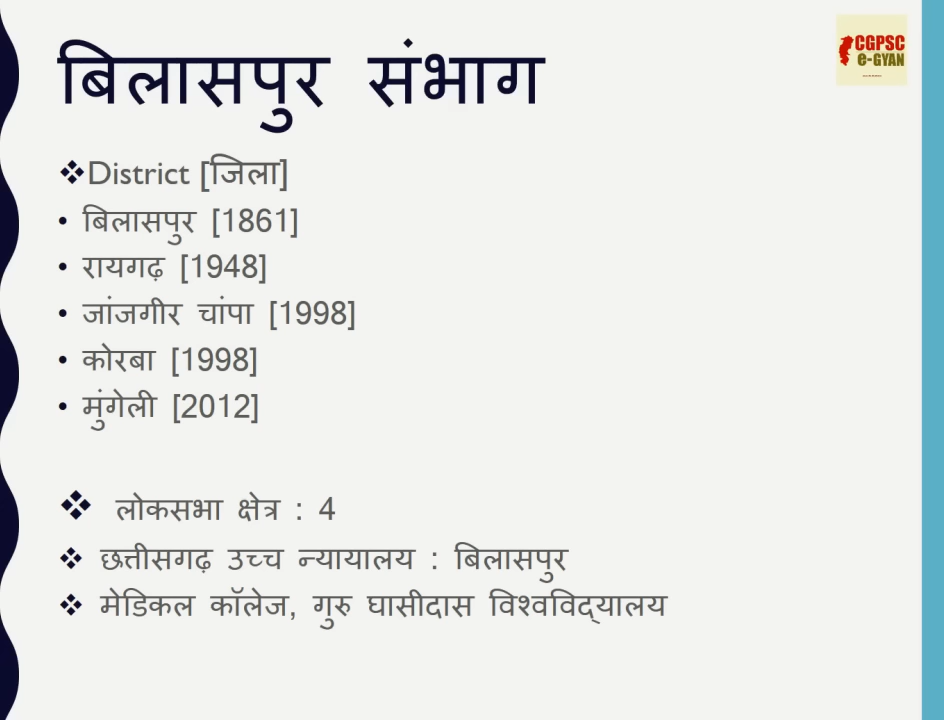 बिलासपुर संभाग
CGPSC
e-GYAN
❖District [जिला]
• बिलासपुर [1861]
• रायगढ़ [1948]
• जांजगीर चांपा [1998]
• कोरबा [1998]
• मुंगेली [2012]
❖ लोकसभा क्षेत्र : 4
❖ छत्तीसगढ़ उच्च न्यायालय : बिलासपुर
❖ मेडिकल कॉलेज, गुरु घासीदास विश्वविद्यालय